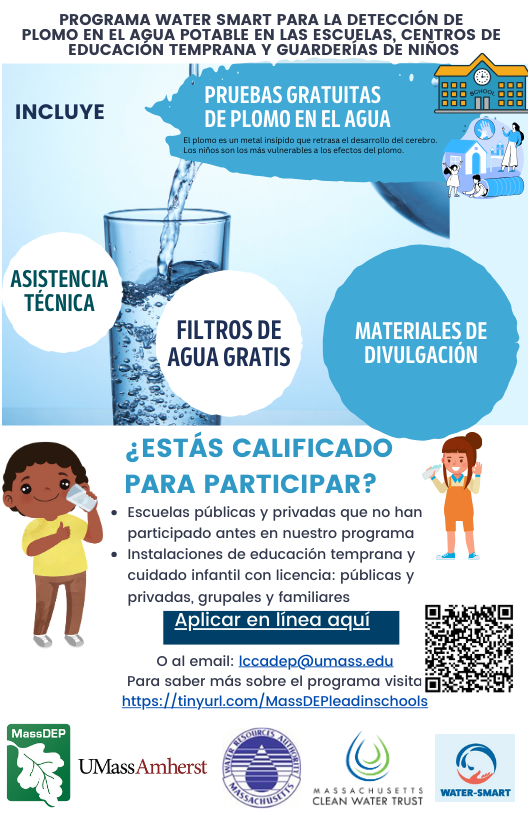 PROGRAMA WATER SMART PARA LA DETECCIÓN DE
PLOMO EN EL AGUA POTABLE EN LAS ESCUELAS, CENTROS DE
EDUCACIÓN TEMPRANA Y GUARDERÍAS DE NIÑOS
INCLUYE
PRUEBAS GRATUITAS
DE PLOMO EN EL AGUA
El plomo es un metal insípido que retrasa el desarrollo del cerebro.
Los niños son los más vulnerables a los efectos del plomo.
SCHOOL
ASISTENCIA
TÉCNICA
FILTROS DE
AGUA GRATIS
MATERIALES DE
DIVULGACIÓN
¿ESTÁS CALIFICADO
PARA PARTICIPAR?
• Escuelas públicas y privadas que no han
participado antes en nuestro programa
• Instalaciones de educación temprana y
cuidado infantil con licencia: públicas y
privadas, grupales y familiares
Aplicar en línea aquí
O al email: lccadep@umass.edu
Para saber más sobre el programa visita
https://tinyurl.com/MassDEPleadinschools
MassDEP
UMassAmherst
WATER RESOURCES AUTHORITY
MASSACHUSETTS
MASSACHUSETTS
CLEAN WATER TRUST
WATER-SMART